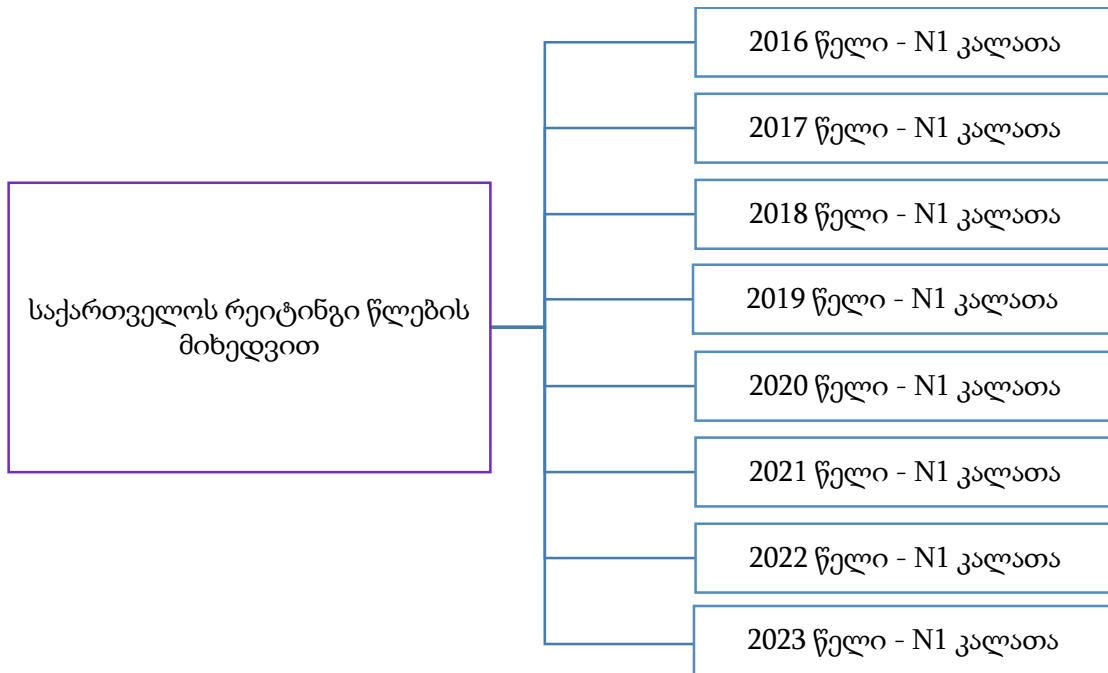 საქართველოს რეიტინგი წლების
მიხედვით
2016 წელი - N1 კალათა
2017 წელი - N1 კალათა
2018 წელი - N1 კალათა
2019 წელი - N1 კალათა
2020 წელი - N1 კალათა
2021 წელი - N1 კალათა
2022 წელი - N1 კალათა
2023 წელი - N1 კალათა